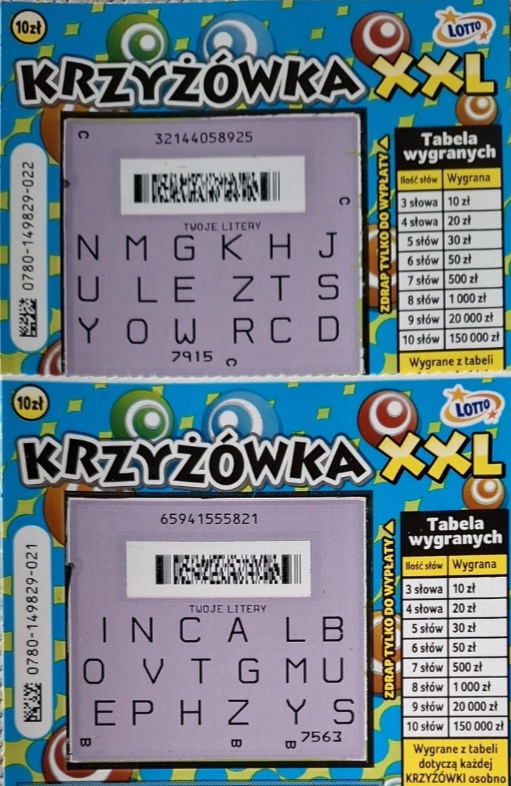 10zł
LOTTO
KRZYŻÓWKA XXL
0780-149829-022
C
32144058925
C
TWOJE LITERY
N M G K H J
U L E Z T S
Y O W R C D
7915
C
ZDRAP TYLKO DO WYPŁATY
Tabela
wygranych
Ilość słów Wygrana
3 słowa 10 zł
4 słowa 20 zł
5 słów 30 zł
6 słów 50 zł
7 słów 500 zł
8 słów 1 000 zł
9 słów 20 000 zł
10 słów 150 000 zł
Wygrane z tabeli
10zł
LOTTO
KRZYŻÓWKA XXL
0780-149829-021
65941555821
TWOJE LITERY
I N C A L B
O V T G M U
E P H Z Y S
B B B 7563
ZDRAP TYLKO DO WYPŁATY
Tabela
wygranych
Ilość słów Wygrana
3 słowa 10 zł
4 słowa 20 zł
5 słów 30 zł
6 słów 50 zł
7 słów 500 zł
8 słów 1 000 zł
9 słów 20 000 zł
10 słów 150 000 zł
Wygrane z tabeli
dotyczą każdej
KRZYŻÓWKI osobno